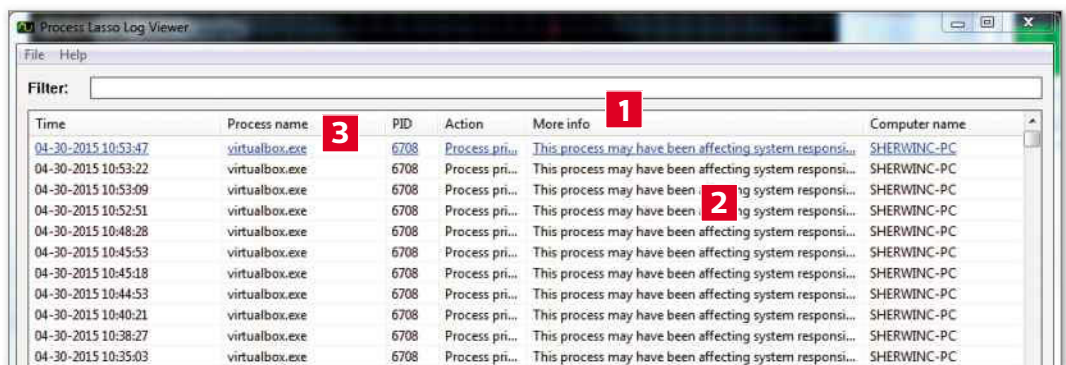 Process Lasso Log Viewer
File Help
Filter:
1
Time Process name 3 PID Action More info Computer name
04-30-2015 10:53:47 virtualbox.exe 6708 Process pri... This process may have been affecting system responsi... SHERWINC-PC
04-30-2015 10:53:22 virtualbox.exe 6708 Process pri... This process may have been affecting system responsi... SHERWINC-PC
04-30-2015 10:53:09 virtualbox.exe 6708 Process pri... This process may have been affecting system responsi... SHERWINC-PC
04-30-2015 10:52:51 virtualbox.exe 6708 Process pri... This process may have been 2 ting system responsi... SHERWINC-PC
04-30-2015 10:48:28 virtualbox.exe 6708 Process pri... This process may have been affecting system responsi... SHERWINC-PC
04-30-2015 10:45:53 virtualbox.exe 6708 Process pri... This process may have been affecting system responsi... SHERWINC-PC
04-30-2015 10:45:18 virtualbox.exe 6708 Process pri... This process may have been affecting system responsi... SHERWINC-PC
04-30-2015 10:44:53 virtualbox.exe 6708 Process pri... This process may have been affecting system responsi... SHERWINC-PC
04-30-2015 10:40:21 virtualbox.exe 6708 Process pri... This process may have been affecting system responsi... SHERWINC-PC
04-30-2015 10:38:27 virtualbox.exe 6708 Process pri... This process may have been affecting system responsi... SHERWINC-PC
04-30-2015 10:35:03 virtualbox.exe 6708 Process pri... This process may have been affecting system responsi... SHERWINC-PC